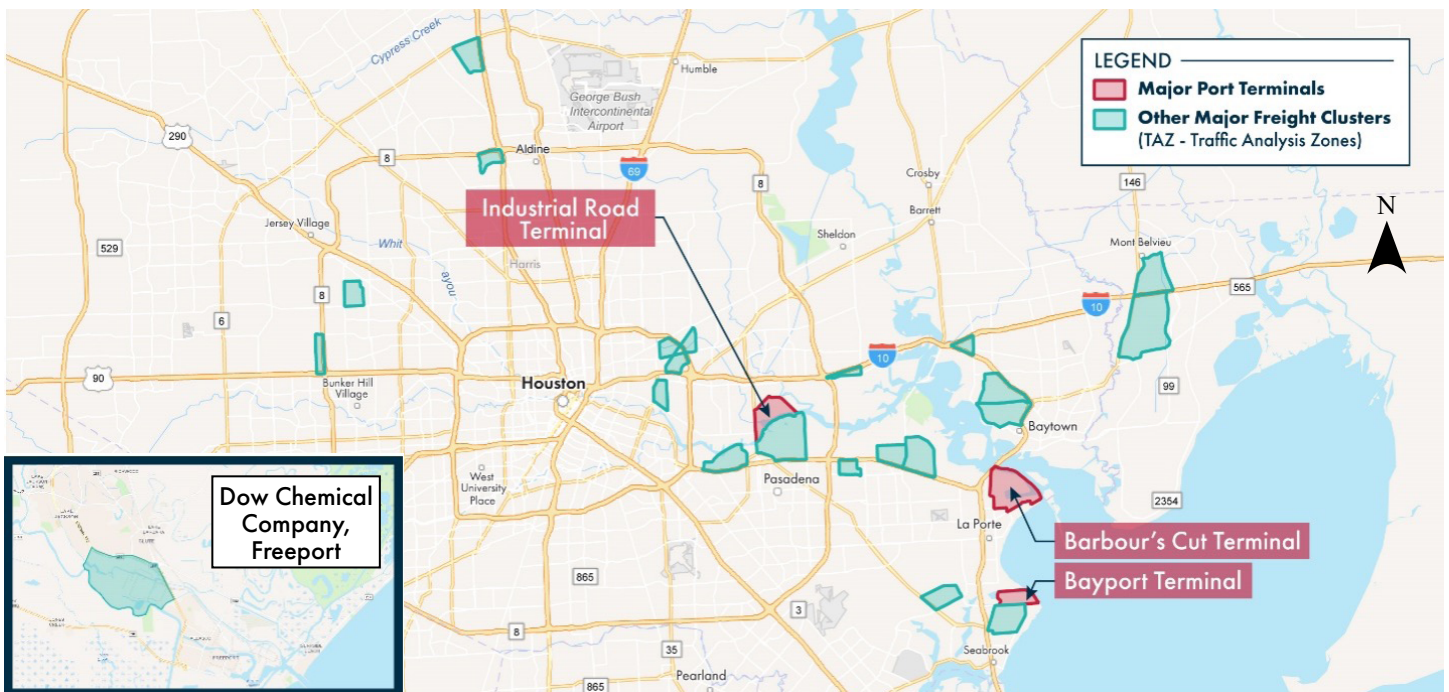 Cypress Creek
Humble
George Bush
Intercontinental
Airport
290
8
Aldine
69
8
Crosby
Barrett
146
LEGEND
Major Port Terminals
Other Major Freight Clusters
(TAZ - Traffic Analysis Zones)
N
Industrial Road
Terminal
Jersey Village
Whit
ayou
Harris
Sheldon
Mont Belvieu
529
8
6
10
565
10
90
Bunker Hill
Village
Houston
99
Baytown
West
University
Place
Pasadena
2354
La Porte
Barbour's Cut Terminal
Bayport Terminal
865
3
8
35
Seabrook
865
Pearland
Dow Chemical
Company,
Freeport